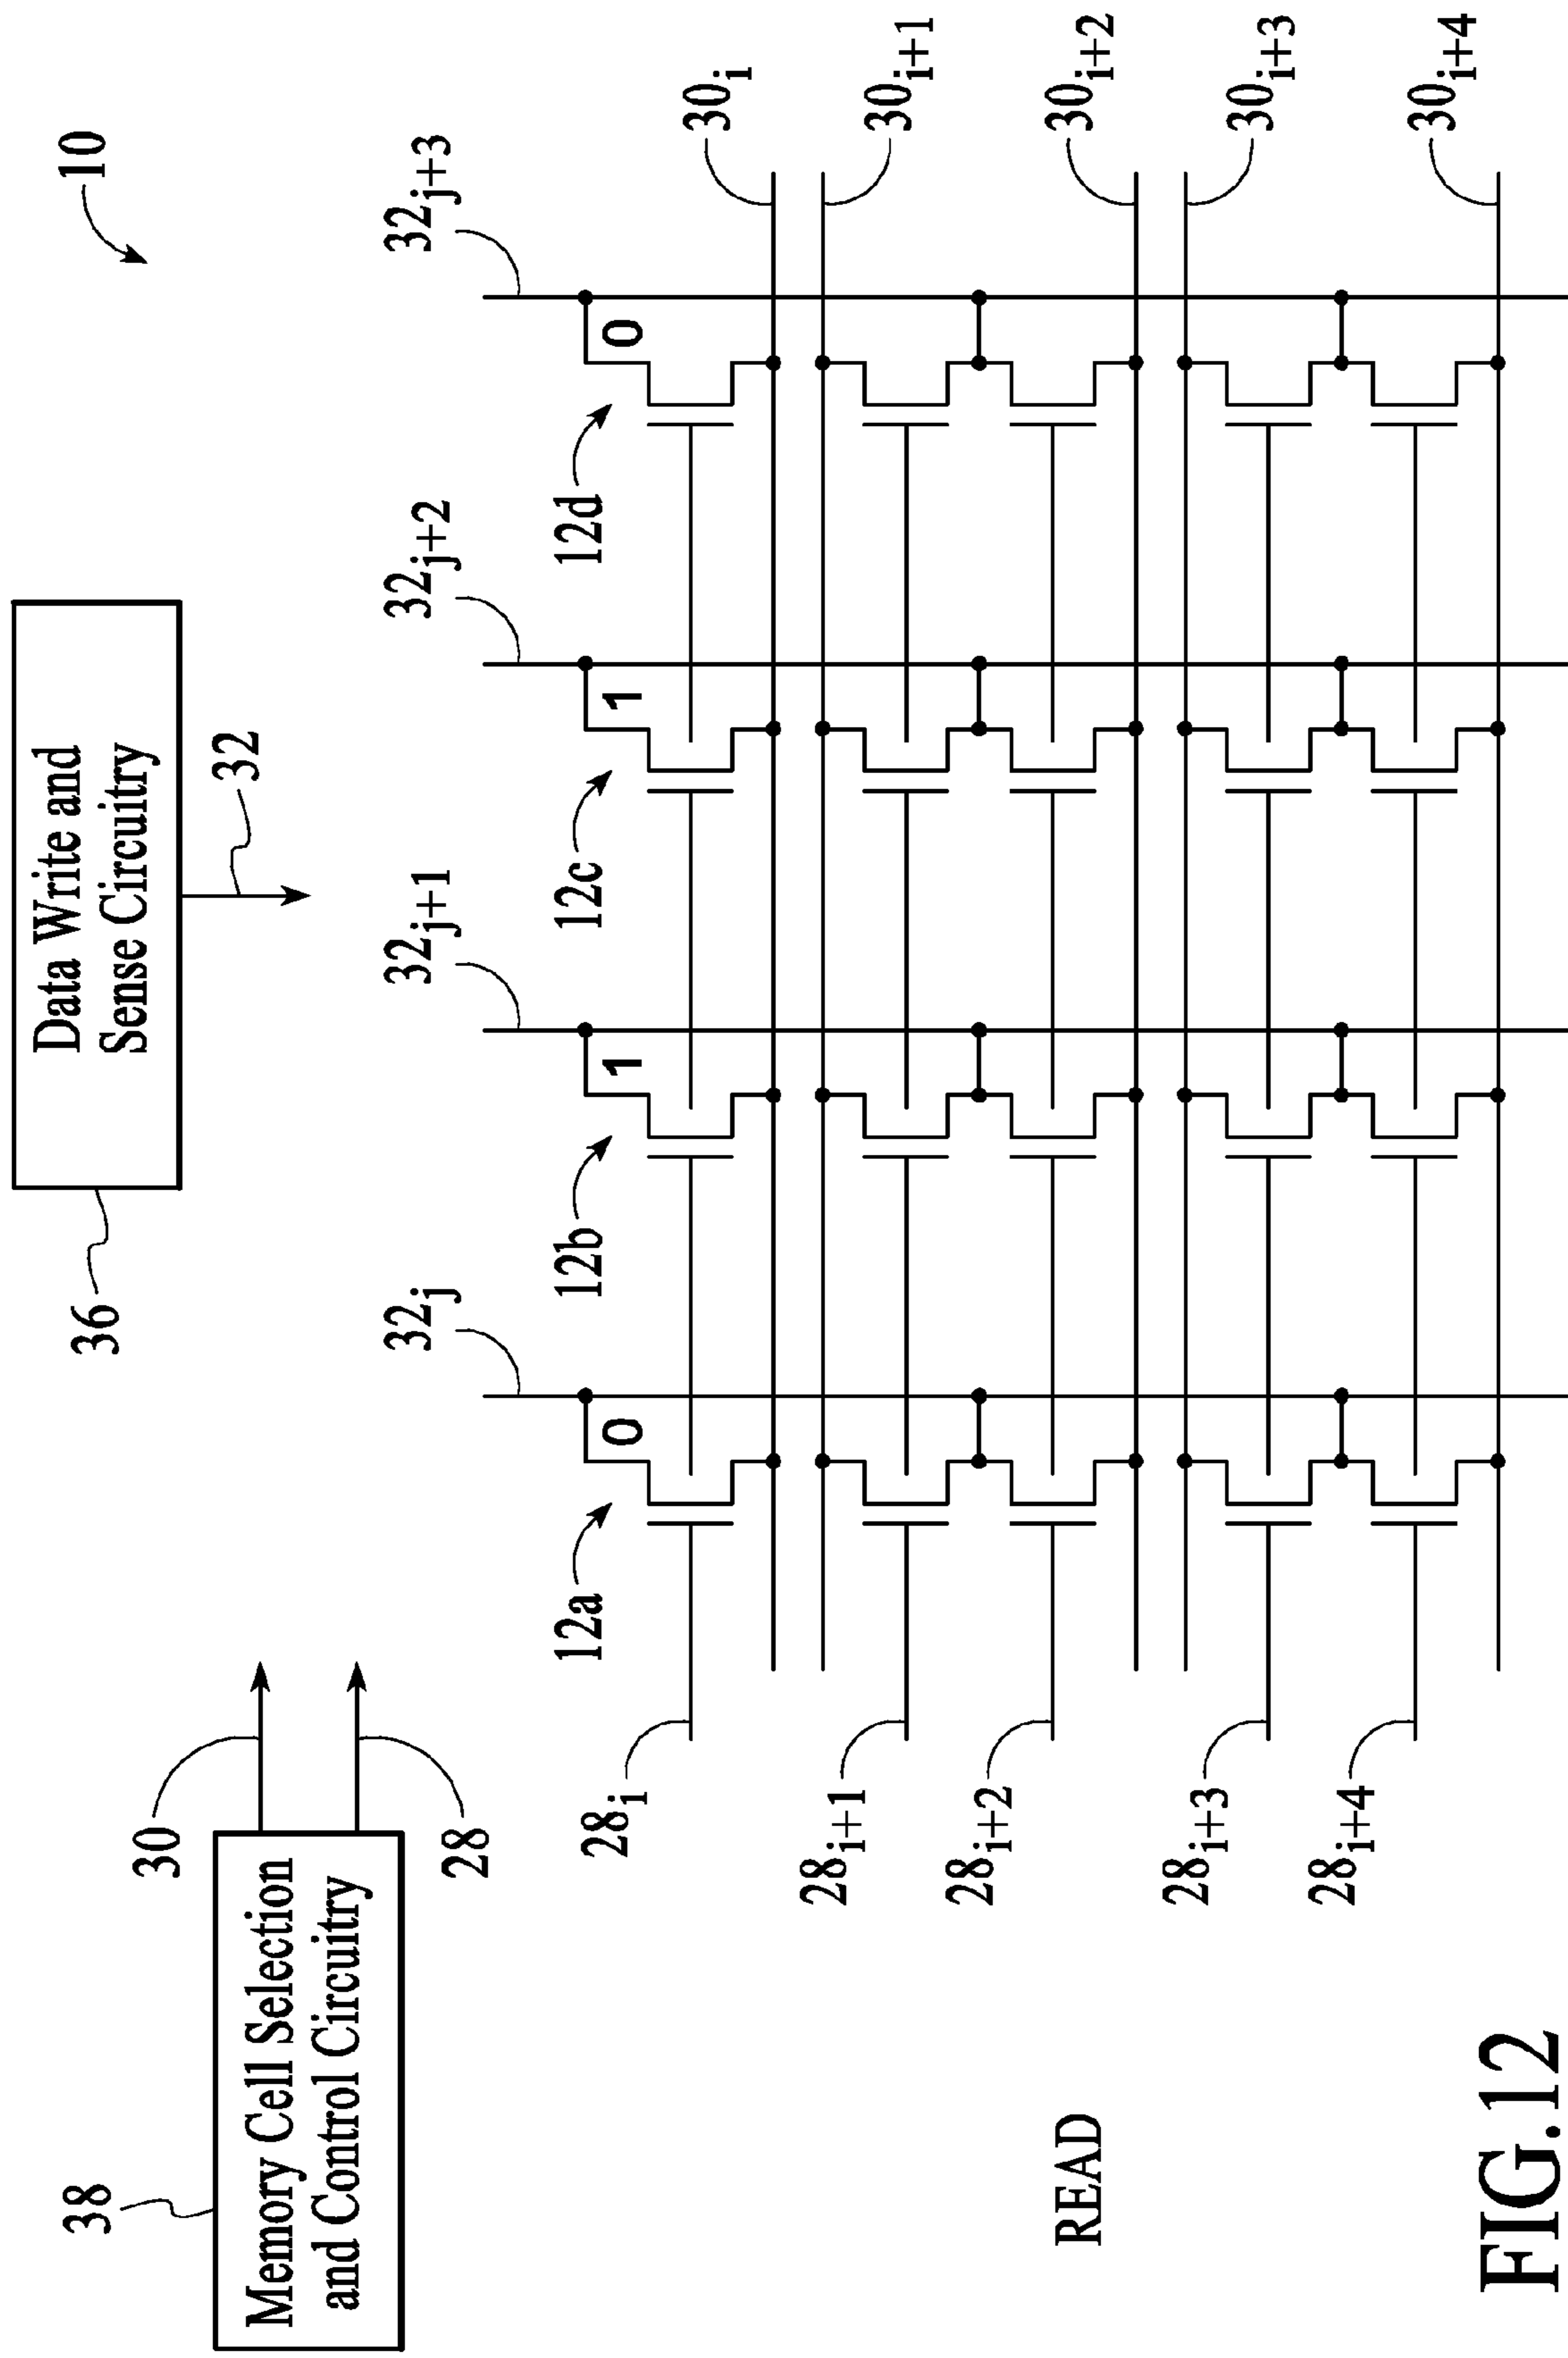 10
36
Data Write and
Sense Circuitry
32
38
Memory Cell Selection
and Control Circuitry
30
28
32j
32j+1
32j+2
32j+3
12a
12b
12c
12d
0
1
1
0
28i
30i
28i+1
30i+1
28i+2
30i+2
28i+3
30i+3
28i+4
30i+4
READ
FIG.12